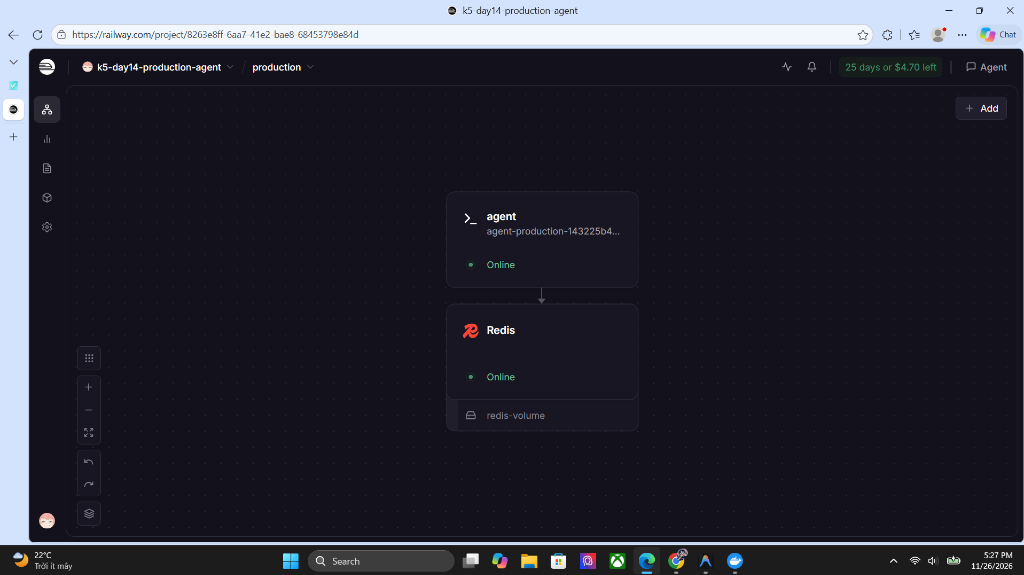 k5-day14-production-agent
https://railway.com/project/8263e8ff-6aa7-41e2-bae8-68453798e84d
Chat
k5-day14-production-agent
production
25 days or $4.70 left
Agent
+ Add
agent
agent-production-143225b4...
Online
Redis
Online
redis-volume
22°C
Trời ít mây
Search
5:27 PM
11/26/2026